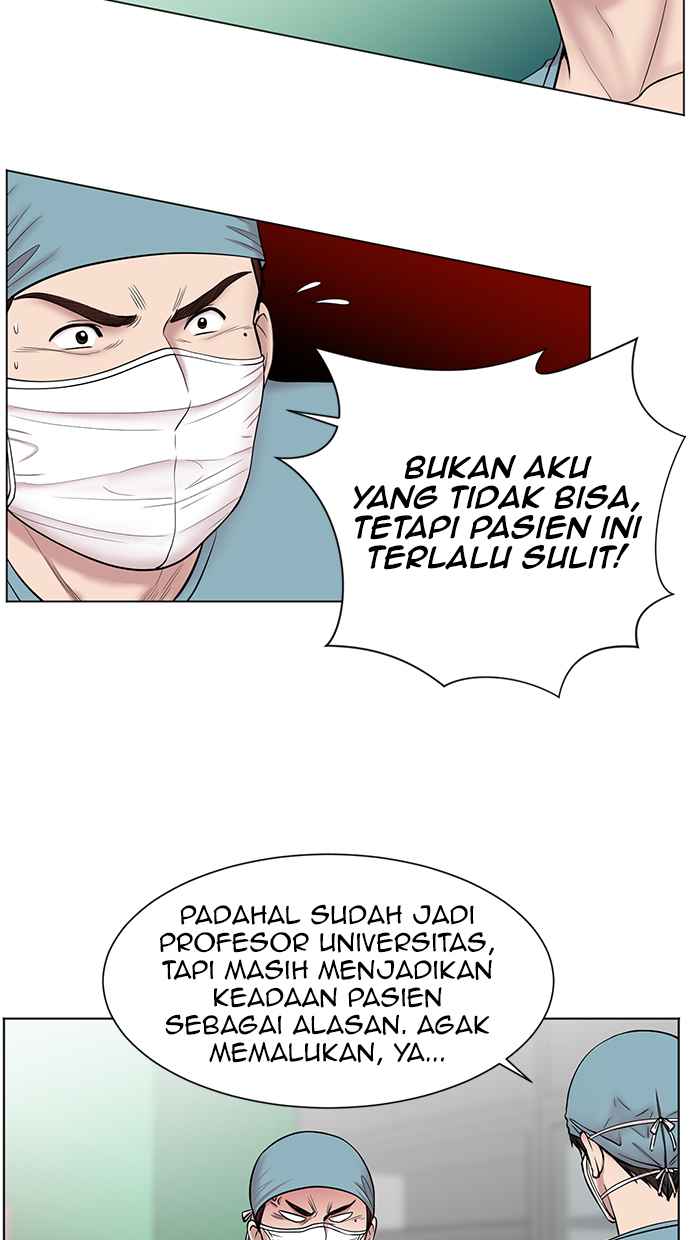 BUKAN AKU
YANG TIDAK BISA,
TETAPI PASIEN INI
TERLALU SULIT!
PADAHAL SUDAH JADI
PROFESOR UNIVERSITAS,
TAPI MASIH MENJADIKAN
KEADAAN PASIEN
SEBAGAI ALASAN. AGAK
MEMALUKAN, YA...